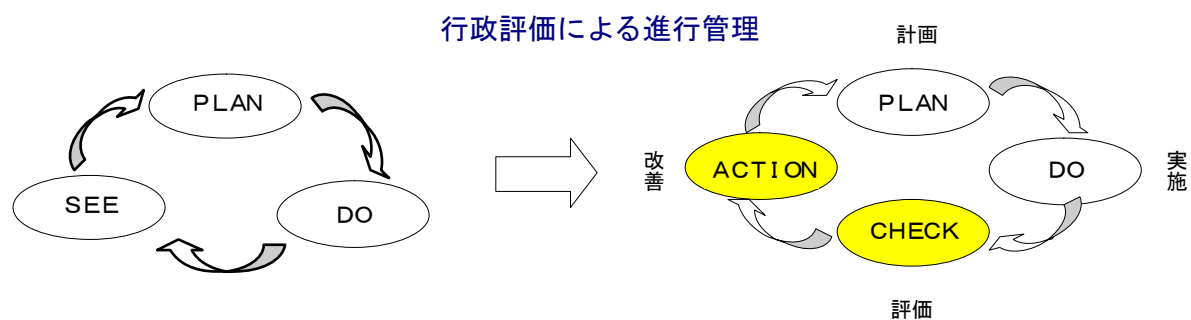 行政評価による進行管理
PLAN
SEE
DO
計画
PLAN
改善
ACTION
DO
実施
CHECK
評価